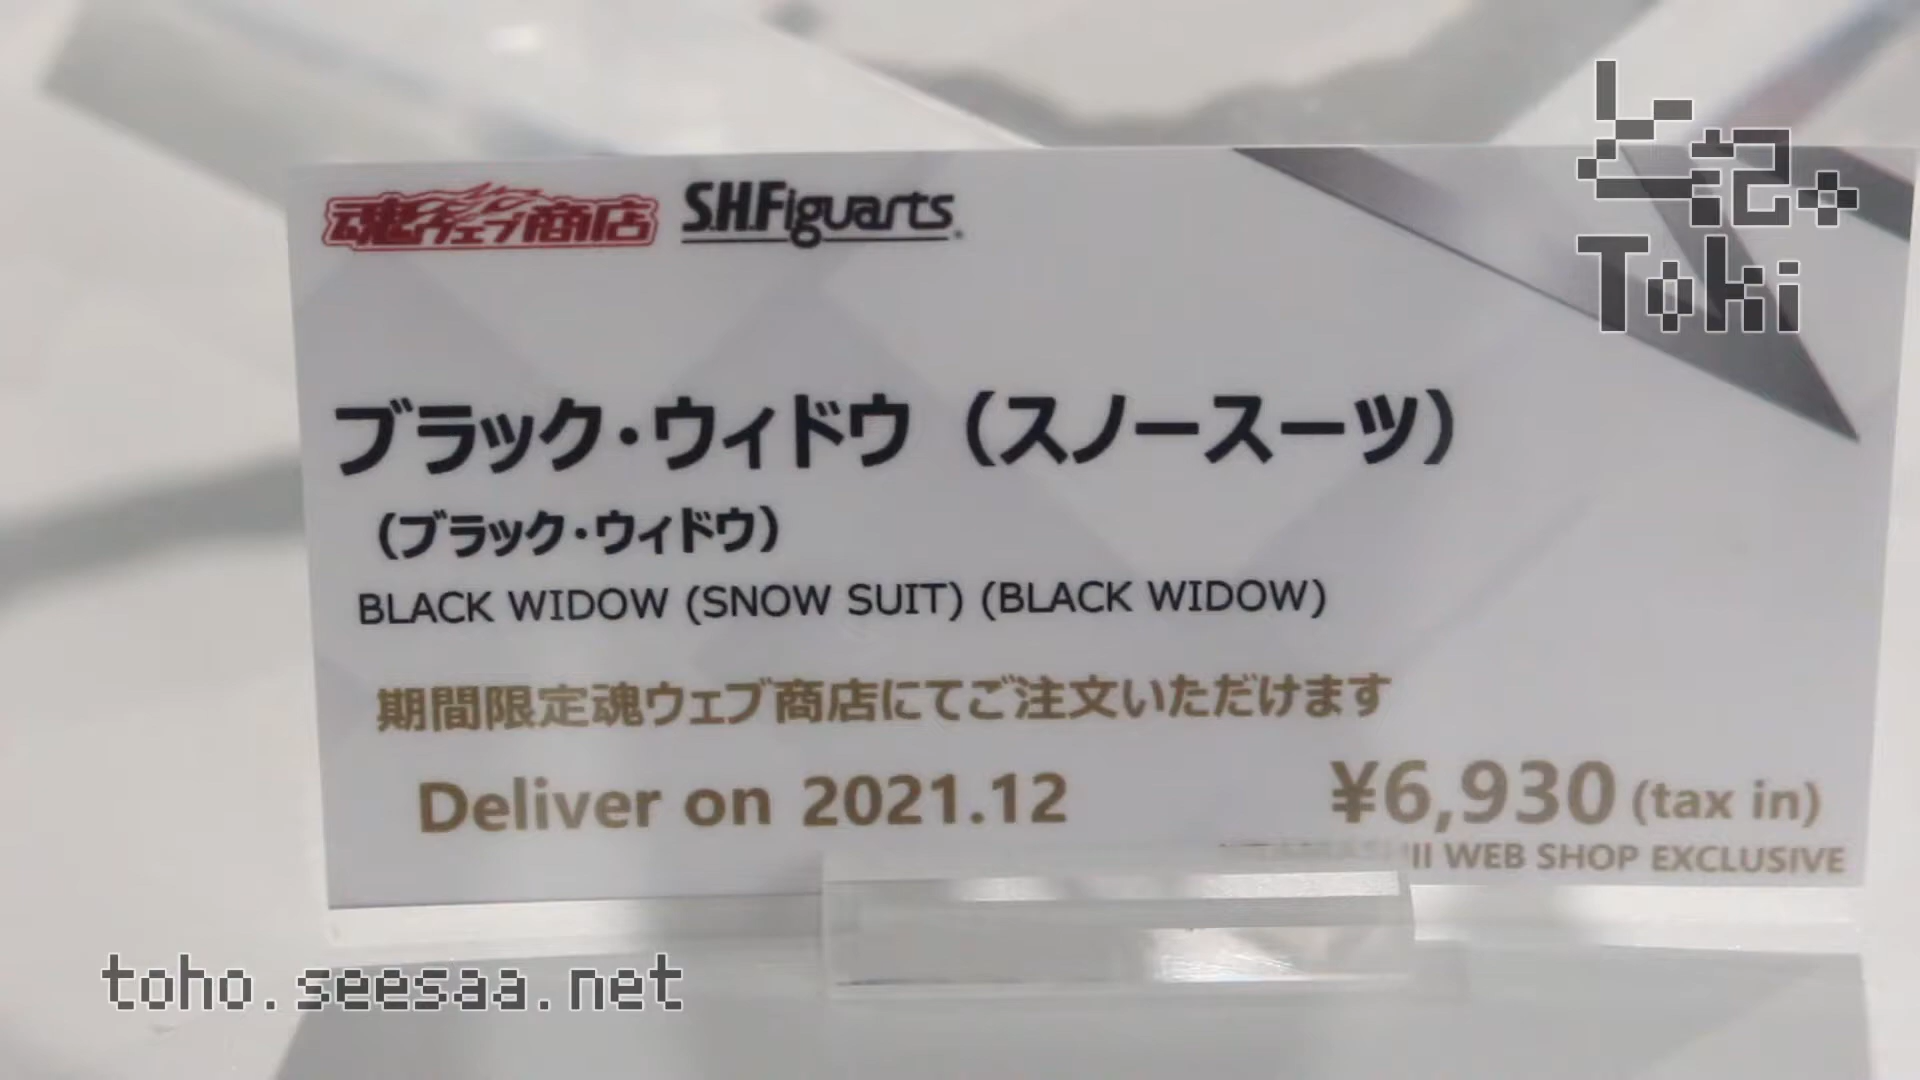 魂ウェブ商店 S.H.Figuarts
と記。
Toki
ブラック・ウィドウ（スノースーツ）
（ブラック・ウィドウ）
BLACK WIDOW (SNOW SUIT) (BLACK WIDOW)
期間限定魂ウェブ商店にてご注文いただけます
Deliver on 2021.12 ¥6,930 (tax in)
WEB SHOP EXCLUSIVE
toho.seesaa.net